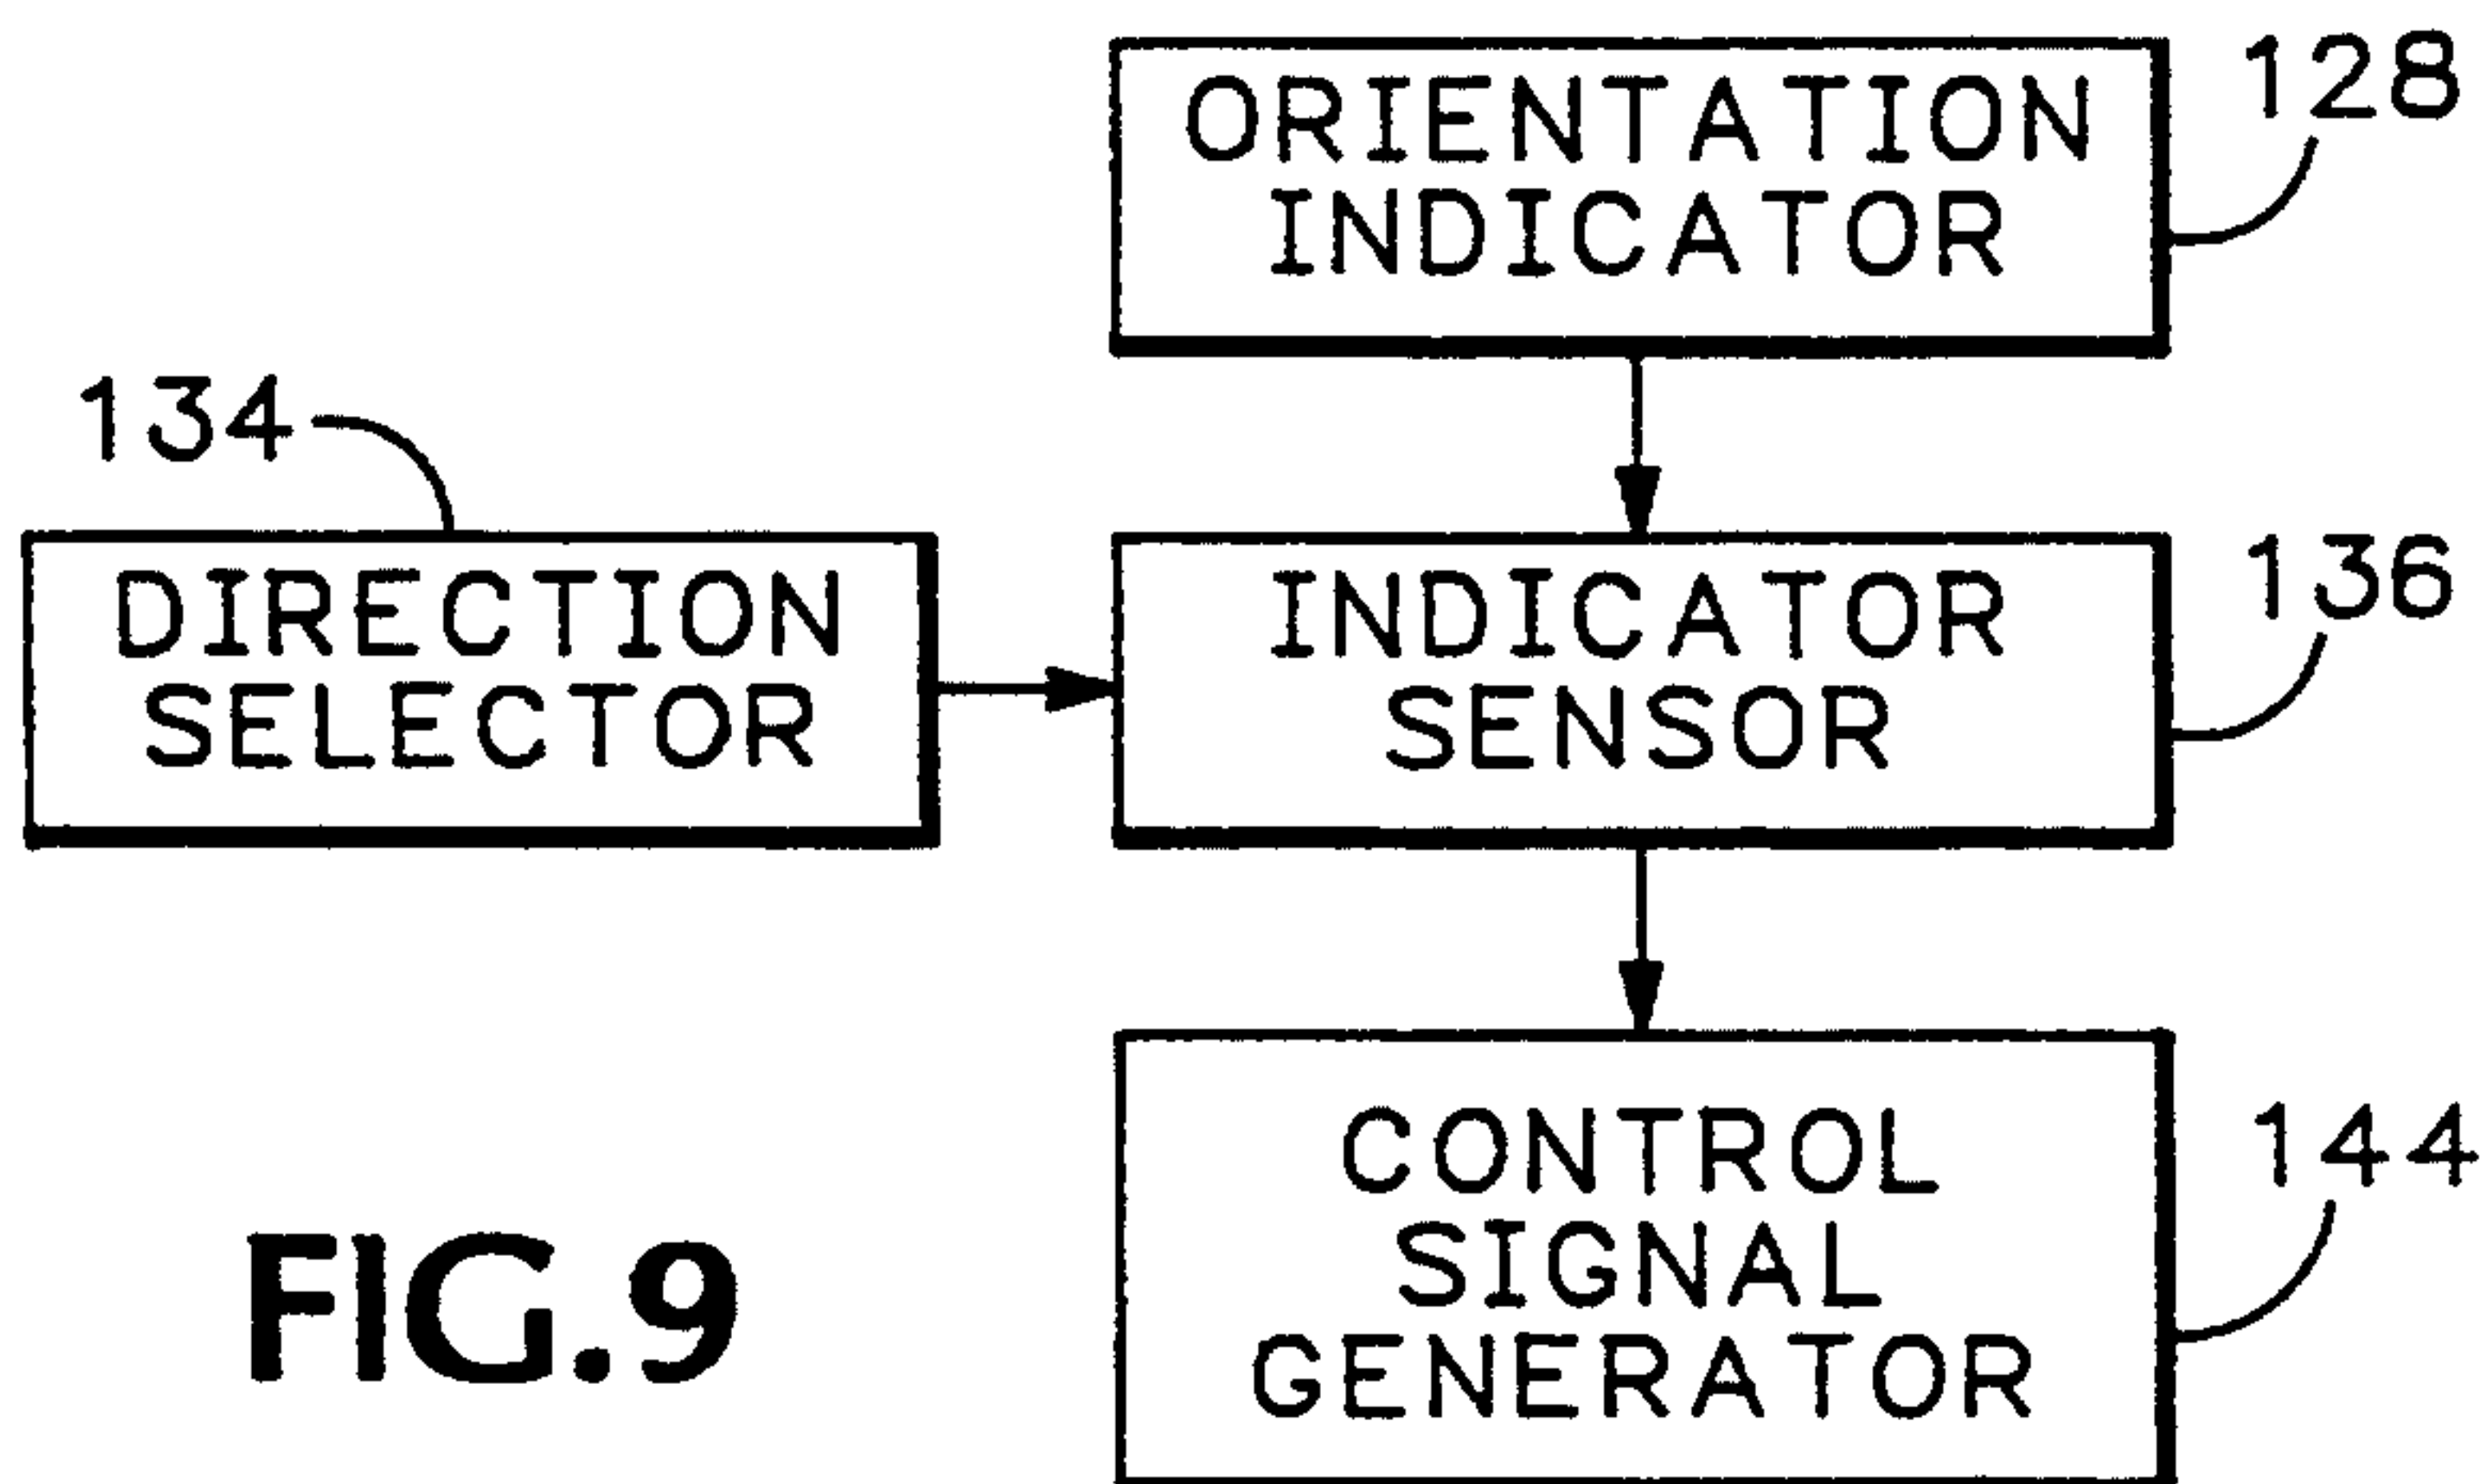 ORIENTATION
INDICATOR
128
134
DIRECTION
SELECTOR
INDICATOR
SENSOR
136
CONTROL
SIGNAL
GENERATOR
144
FIG.9